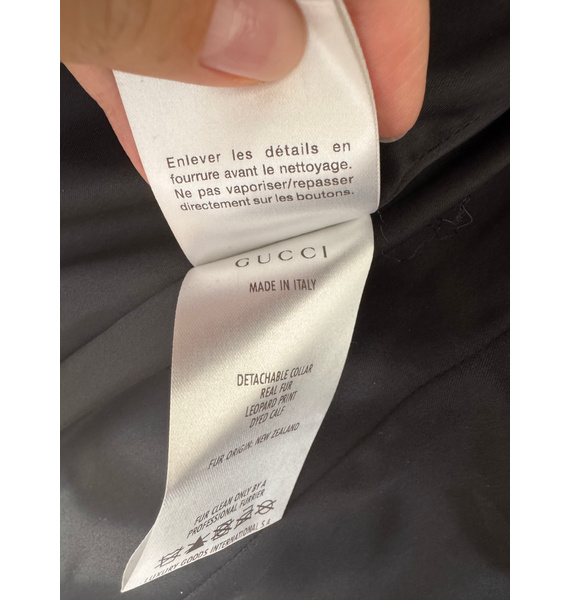 Enlever les détails en
fourrure avant le nettoyage.
Ne pas vaporiser/repasser
directement sur les boutons.
GUCCI
MADE IN ITALY
DETACHABLE COLLAR
REAL FUR
LEOPARD PRINT
DYED CALF
FUR ORIGIN: NEW ZEALAND
FUR CLEAN ONLY BY A
PROFESSIONAL FURRIER
LUXURY GOODS INTERNATIONAL S.A.